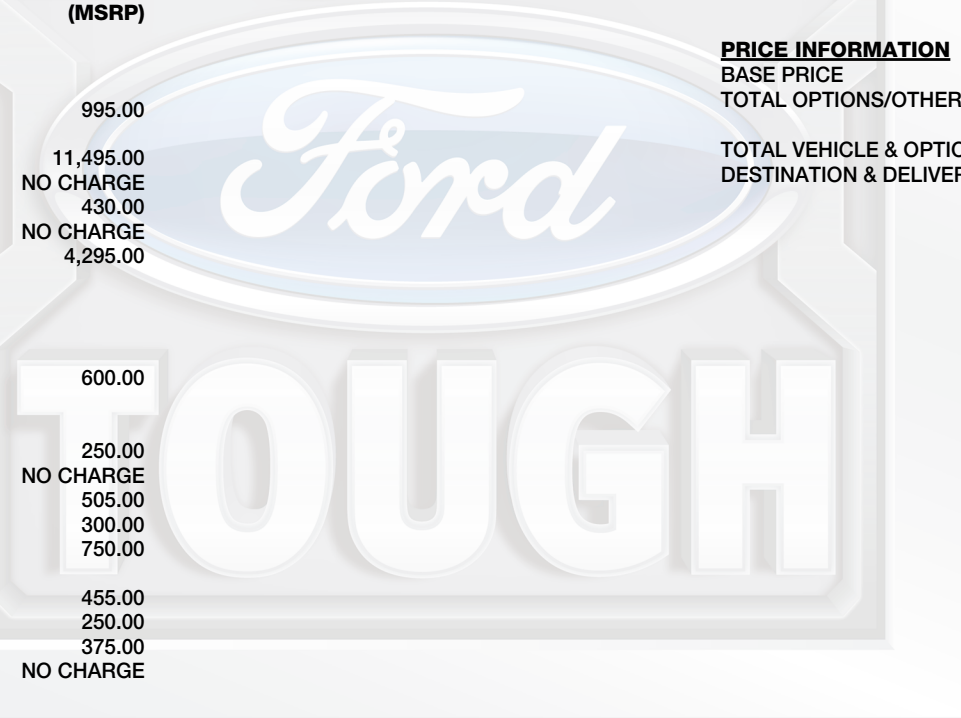 (MSRP)
995.00
11,495.00
NO CHARGE
430.00
NO CHARGE
4,295.00
600.00
250.00
NO CHARGE
505.00
300.00
750.00
455.00
250.00
375.00
NO CHARGE
PRICE INFORMATION
BASE PRICE
TOTAL OPTIONS/OTHER
TOTAL VEHICLE & OPTIO
DESTINATION & DELIVER
Ford
TOUGH